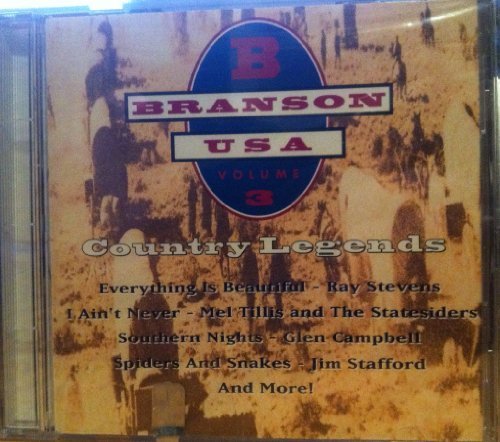 B
BRANSON
USA
VOLUME
3
Country Legends
Everything Is Beautiful - Ray Stevens
I Ain't Never - Mel Tillis and The Statesiders
Southern Nights - Glen Campbell
Spiders And Snakes - Jim Stafford
And More!